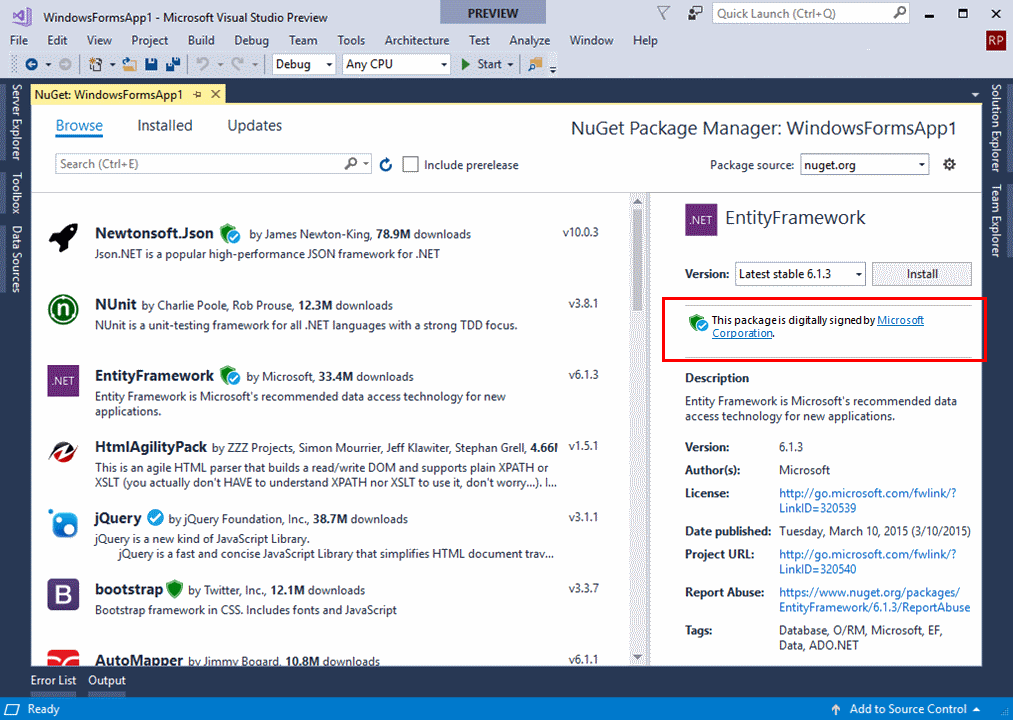 WindowsFormsApp1 - Microsoft Visual Studio Preview
PREVIEW
Quick Launch (Ctrl+Q)
File Edit View Project Build Debug Team Tools Architecture Test Analyze Window Help
RP
Debug Any CPU Start
Server Explorer
Toolbox
Data Sources
NuGet: WindowsFormsApp1
Solution Explorer
Team Explorer
Browse Installed Updates
NuGet Package Manager: WindowsFormsApp1
Search (Ctrl+E)
Include prerelease
Package source: nuget.org
Newtonsoft.Json by James Newton-King, 78.9M downloads v10.0.3
Json.NET is a popular high-performance JSON framework for .NET
n
NUnit by Charlie Poole, Rob Prouse, 12.3M downloads v3.8.1
NUnit is a unit-testing framework for all .NET languages with a strong TDD focus.
.NET
EntityFramework by Microsoft, 33.4M downloads v6.1.3
Entity Framework is Microsoft's recommended data access technology for new
applications.
HtmlAgilityPack by ZZZ Projects, Simon Mourrier, Jeff Klawiter, Stephan Grell, 4.66M v1.5.1
This is an agile HTML parser that builds a read/write DOM and supports plain XPATH or
XSLT (you actually don't HAVE to understand XPATH nor XSLT to use it, don't worry...). I...
jQuery by jQuery Foundation, Inc., 38.7M downloads v3.1.1
jQuery is a new kind of JavaScript Library.
jQuery is a fast and concise JavaScript Library that simplifies HTML document trav...
B
bootstrap by Twitter, Inc., 12.1M downloads v3.3.7
Bootstrap framework in CSS. Includes fonts and JavaScript
AutoMapper by Jimmy Bogard, 10.8M downloads v6.1.1
.NET
EntityFramework
Version: Latest stable 6.1.3 Install
This package is digitally signed by Microsoft
Corporation.
Description
Entity Framework is Microsoft's recommended data
access technology for new applications.
Version: 6.1.3
Author(s): Microsoft
License: http://go.microsoft.com/fwlink/?
LinkID=320539
Date published: Tuesday, March 10, 2015 (3/10/2015)
Project URL: http://go.microsoft.com/fwlink/?
LinkID=320540
Report Abuse: https://www.nuget.org/packages/
EntityFramework/6.1.3/ReportAbuse
Tags: Database, O/RM, Microsoft, EF,
Data, ADO.NET
Error List Output
Ready
Add to Source Control